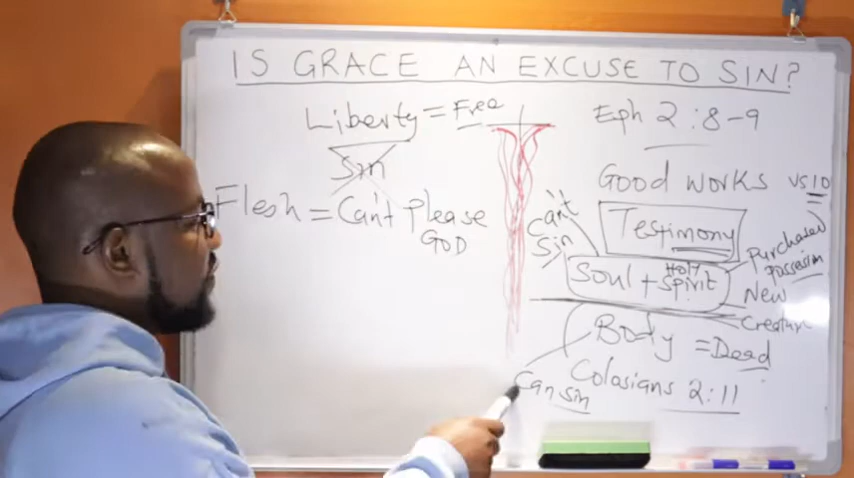 IS GRACE AN EXCUSE TO SIN?
Liberty = Free
Sin
Flesh = Can't Please
GOD
Eph 2:8-9
Good works vs 10
Testimony
Can't
Sin
Soul + Holy Spirit
Purchased
Possession
New
Creature
Body = Dead
Can sin
Colasians 2:11